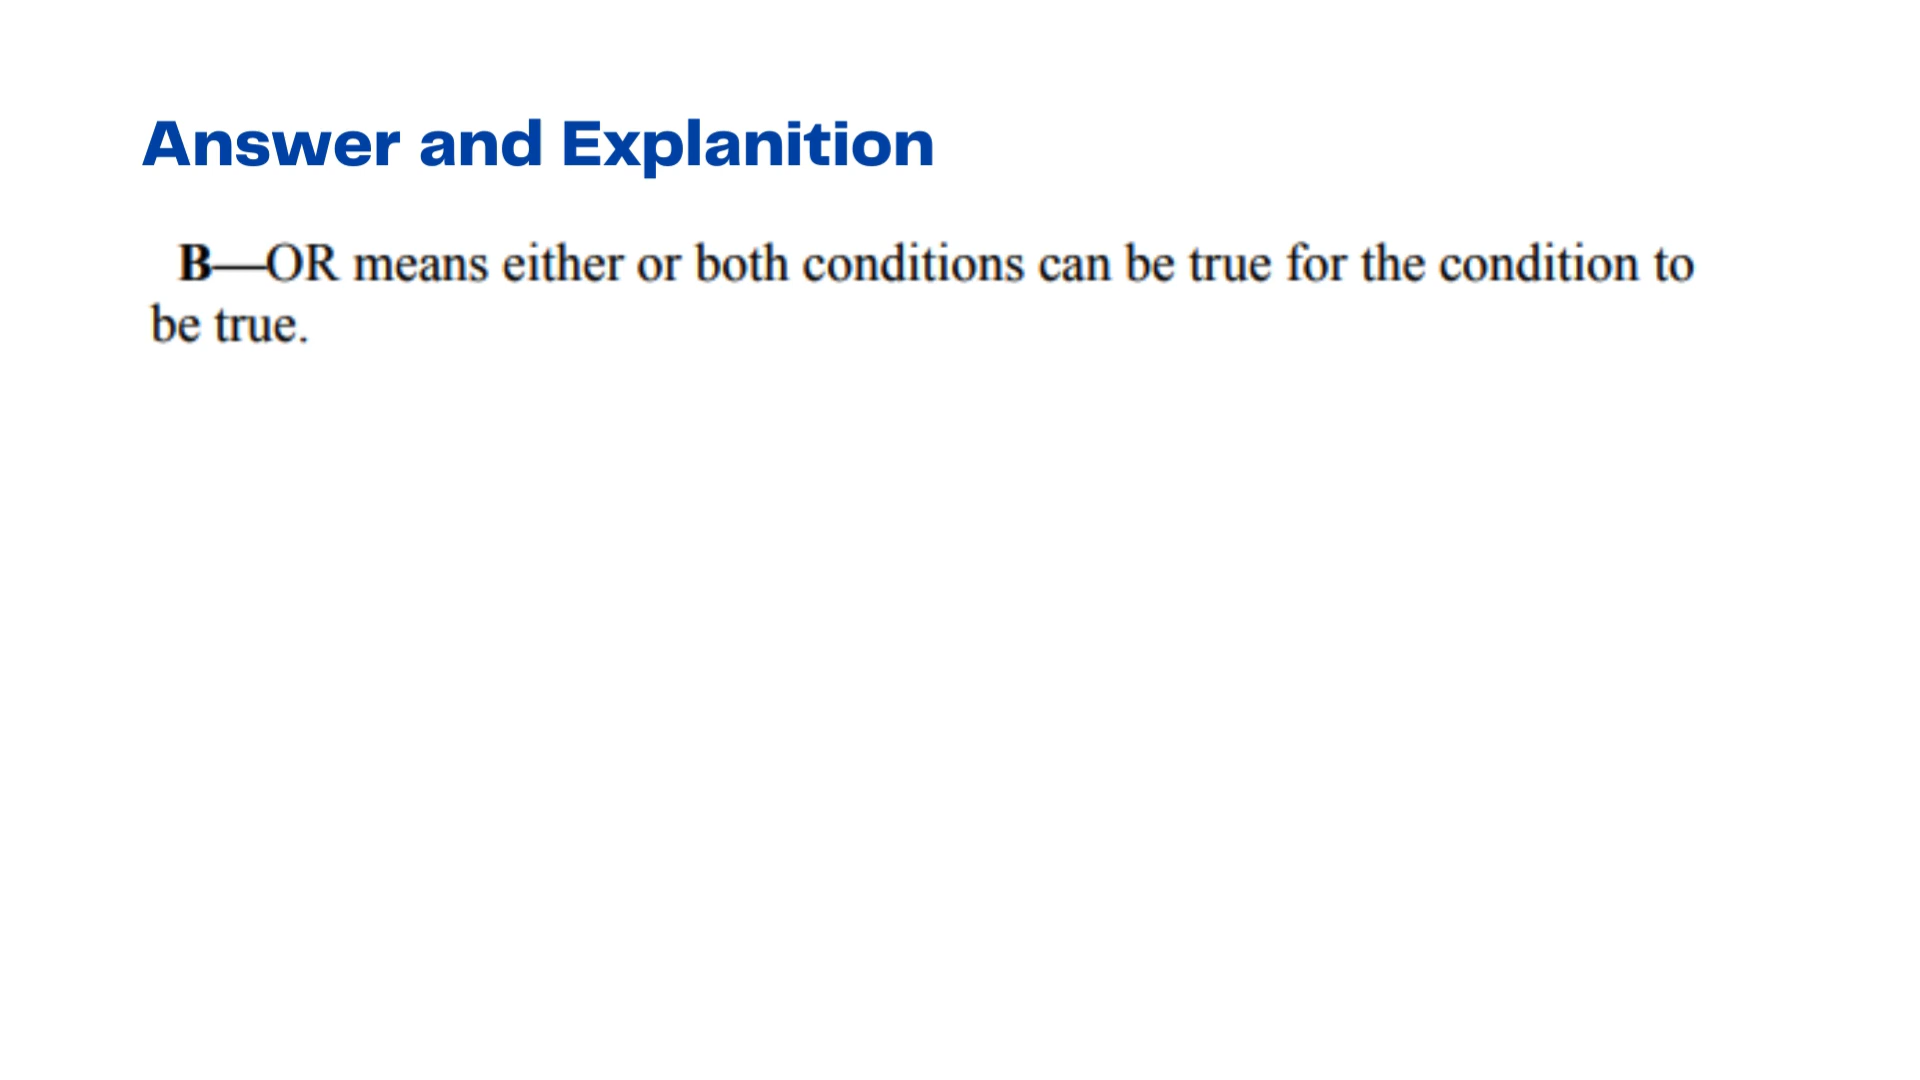 Answer and Explanition
B—OR means either or both conditions can be true for the condition to
be true.